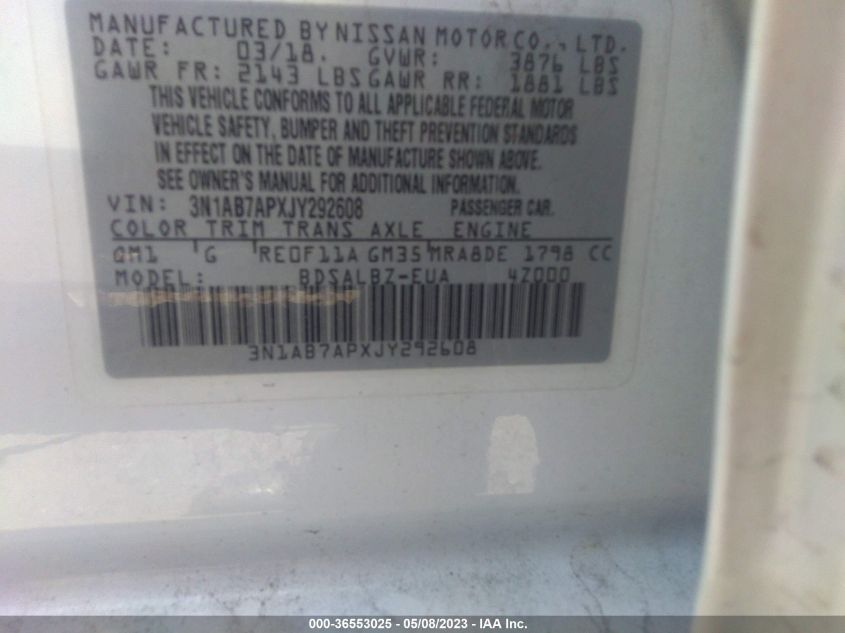 MANUFACTURED BY NISSAN MOTOR CO., LTD.
DATE: 03/18. GVWR: 3876 LBS
GAWR FR: 2143 LBS GAWR RR: 1881 LBS
THIS VEHICLE CONFORMS TO ALL APPLICABLE FEDERAL MOTOR
VEHICLE SAFETY, BUMPER AND THEFT PREVENTION STANDARDS
IN EFFECT ON THE DATE OF MANUFACTURE SHOWN ABOVE.
SEE OWNER'S MANUAL FOR ADDITIONAL INFORMATION.
VIN: 3N1AB7APXJY292608 PASSENGER CAR.
COLOR TRIM TRANS AXLE ENGINE
QM1 G RE0F11A GM35 MRA8DE 1798 CC
MODEL: BDSALBZ-EUA 4Z000
3N1AB7APXJY292608
000-36553025 - 05/08/2023 - IAA Inc.